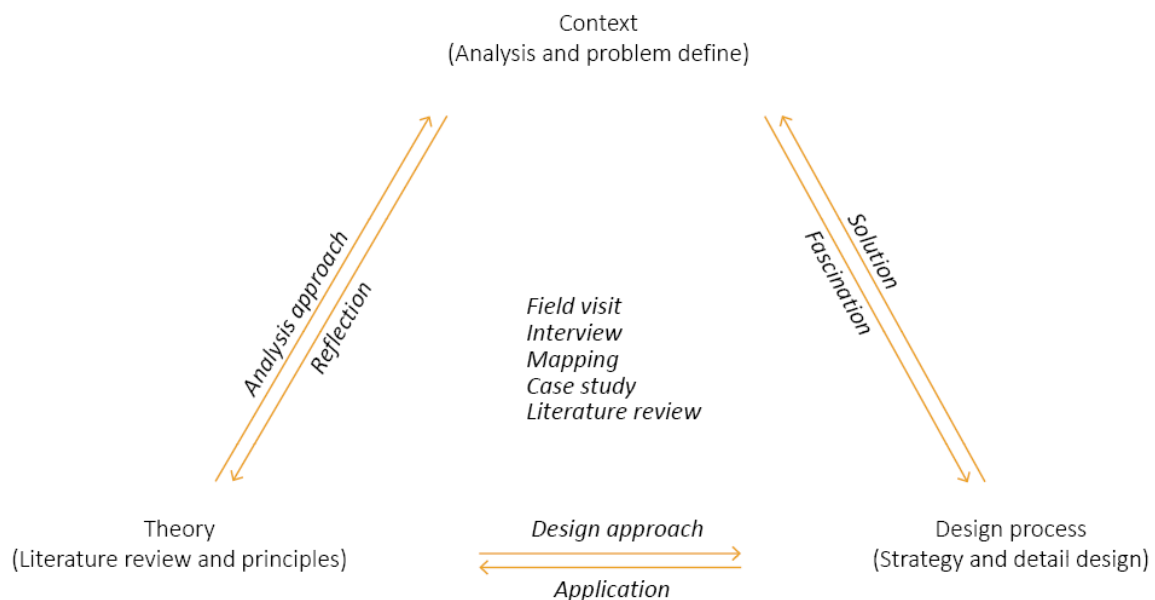 Context
(Analysis and problem define)
Analysis approach
Reflection
Solution
Fascination
Field visit
Interview
Mapping
Case study
Literature review
Theory
(Literature review and principles)
Design approach
Application
Design process
(Strategy and detail design)